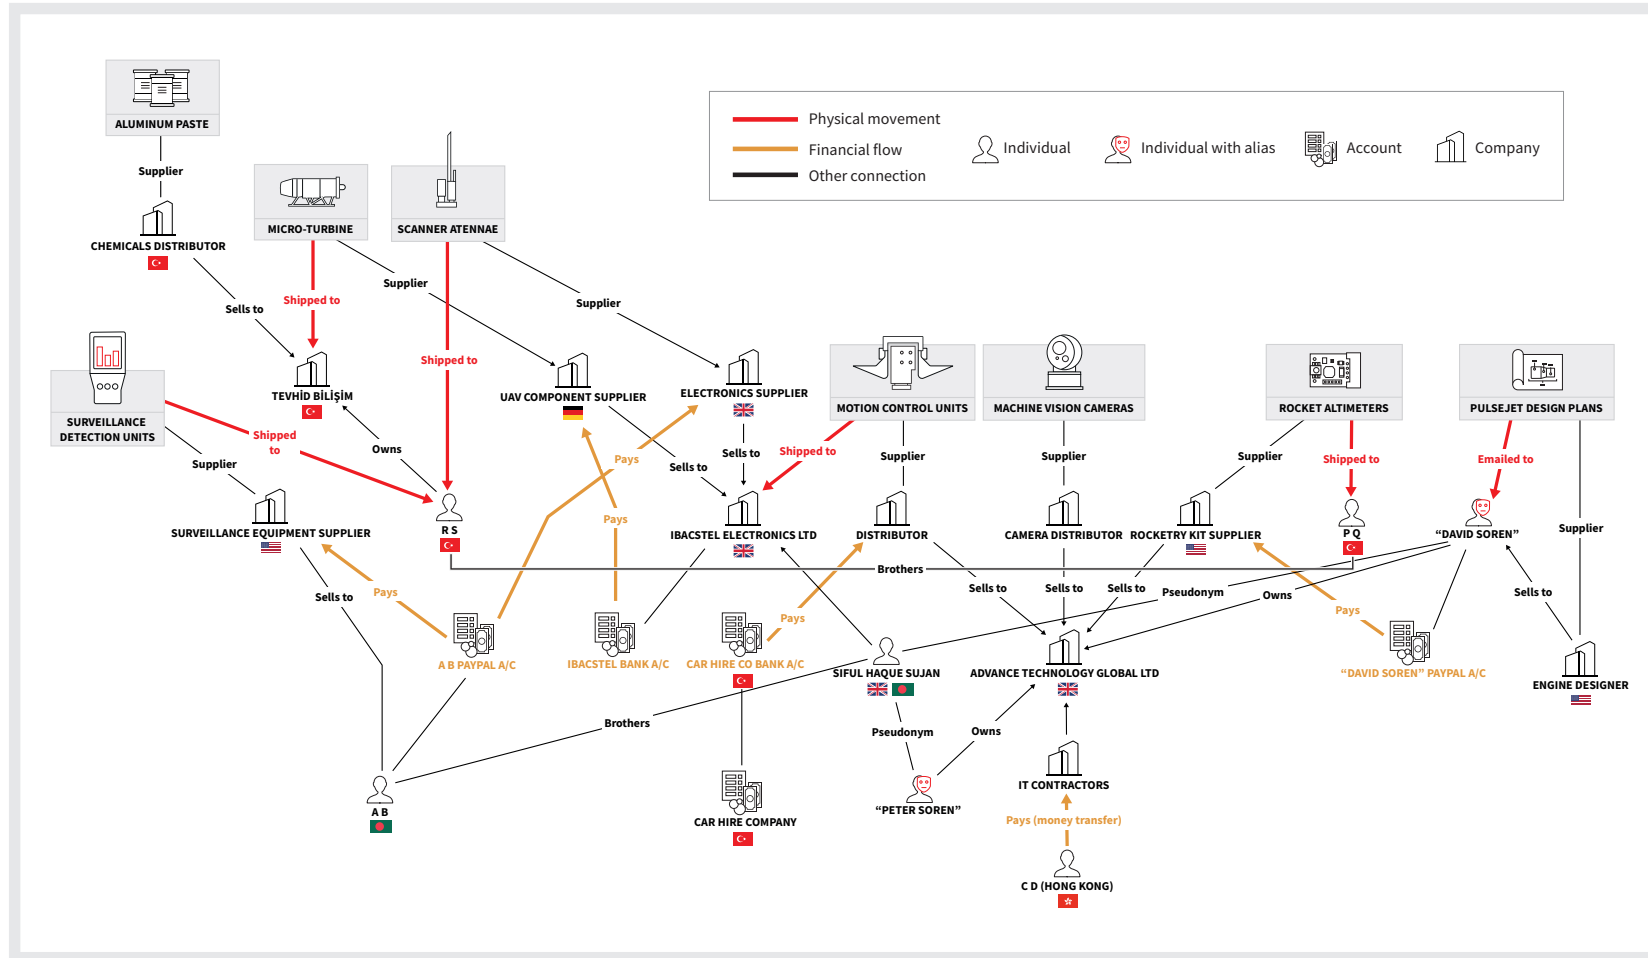 Physical movement
Financial flow
Other connection
Individual
Individual with alias
Account
Company
ALUMINUM PASTE
Supplier
CHEMICALS DISTRIBUTOR
MICRO-TURBINE
SCANNER ATENNAE
Supplier
Sells to
Shipped to
Supplier
Shipped to
SURVEILLANCE
DETECTION UNITS
TEVHİD BİLİŞİM
UAV COMPONENT SUPPLIER
ELECTRONICS SUPPLIER
MOTION CONTROL UNITS
MACHINE VISION CAMERAS
ROCKET ALTIMETERS
PULSEJET DESIGN PLANS
Shipped
to
Owns
Supplier
Pays
Sells to
Sells to
Shipped to
Supplier
Supplier
Supplier
Shipped to
Emailed to
SURVEILLANCE EQUIPMENT SUPPLIER
R S
Pays
IBACSTEL ELECTRONICS LTD
DISTRIBUTOR
CAMERA DISTRIBUTOR
ROCKETRY KIT SUPPLIER
P Q
“DAVID SOREN”
Supplier
Brothers
Sells to
Pays
Pays
Sells to
Sells to
Sells to
Pseudonym
Owns
Pays
Sells to
A B PAYPAL A/C
IBACSTEL BANK A/C
CAR HIRE CO BANK A/C
SIFUL HAQUE SUJAN
ADVANCE TECHNOLOGY GLOBAL LTD
“DAVID SOREN” PAYPAL A/C
ENGINE DESIGNER
Brothers
Pseudonym
Owns
A B
CAR HIRE COMPANY
“PETER SOREN”
IT CONTRACTORS
Pays (money transfer)
C D (HONG KONG)